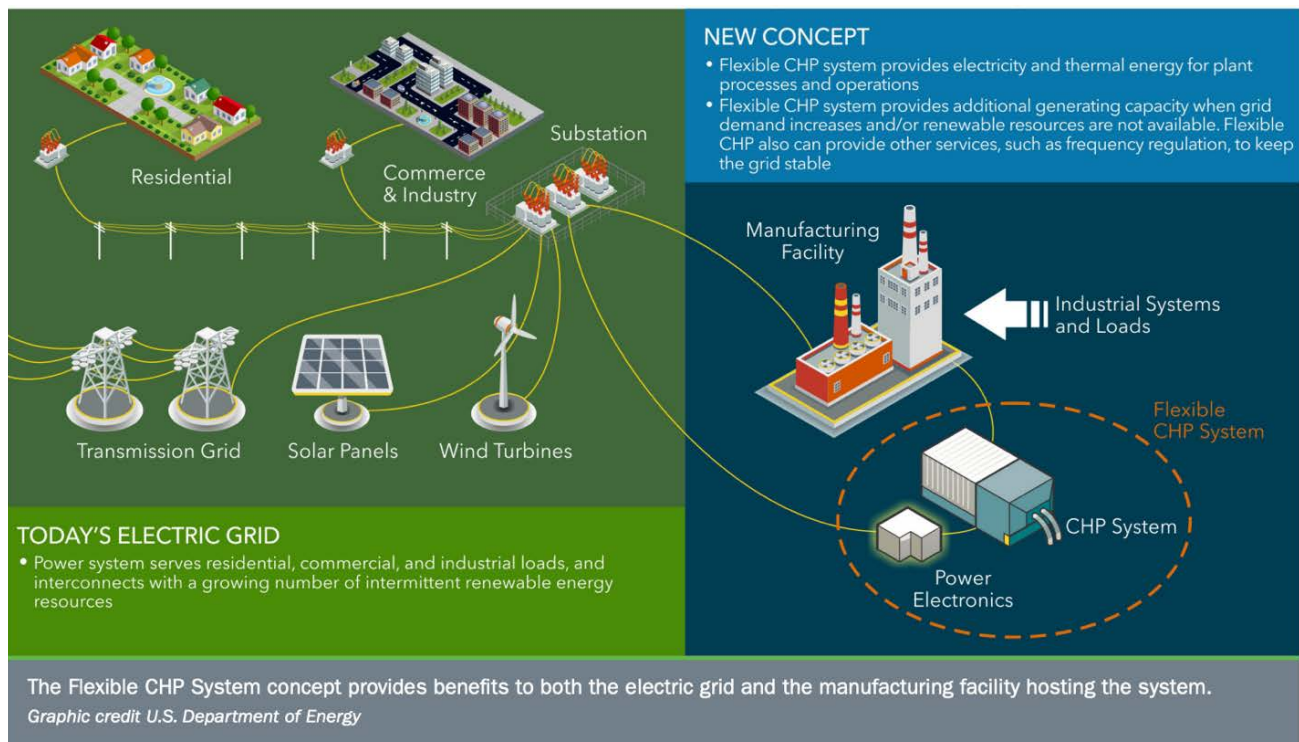 Residential
Commerce
& Industry
Substation
Transmission Grid
Solar Panels
Wind Turbines
TODAY'S ELECTRIC GRID
• Power system serves residential, commercial, and industrial loads, and
interconnects with a growing number of intermittent renewable energy
resources
NEW CONCEPT
• Flexible CHP system provides electricity and thermal energy for plant
processes and operations
• Flexible CHP system provides additional generating capacity when grid
demand increases and/or renewable resources are not available. Flexible
CHP also can provide other services, such as frequency regulation, to keep
the grid stable
Manufacturing
Facility
Industrial Systems
and Loads
Flexible
CHP System
CHP System
Power
Electronics
The Flexible CHP System concept provides benefits to both the electric grid and the manufacturing facility hosting the system.
Graphic credit U.S. Department of Energy